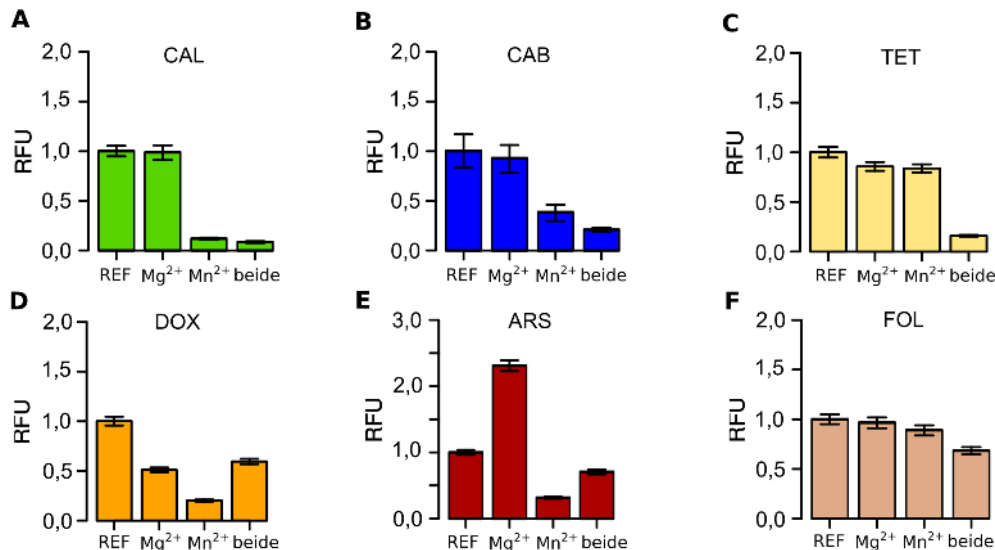 A
CAL
RFU
2,0
1,5
1,0
0,5
0,0
REF Mg²⁺ Mn²⁺ beide
B
CAB
RFU
2,0
1,5
1,0
0,5
0,0
REF Mg²⁺ Mn²⁺ beide
C
TET
RFU
2,0
1,5
1,0
0,5
0,0
REF Mg²⁺ Mn²⁺ beide
D
DOX
RFU
2,0
1,5
1,0
0,5
0,0
REF Mg²⁺ Mn²⁺ beide
E
ARS
RFU
3,0
2,0
1,0
0,0
REF Mg²⁺ Mn²⁺ beide
F
FOL
RFU
2,0
1,5
1,0
0,5
0,0
REF Mg²⁺ Mn²⁺ beide